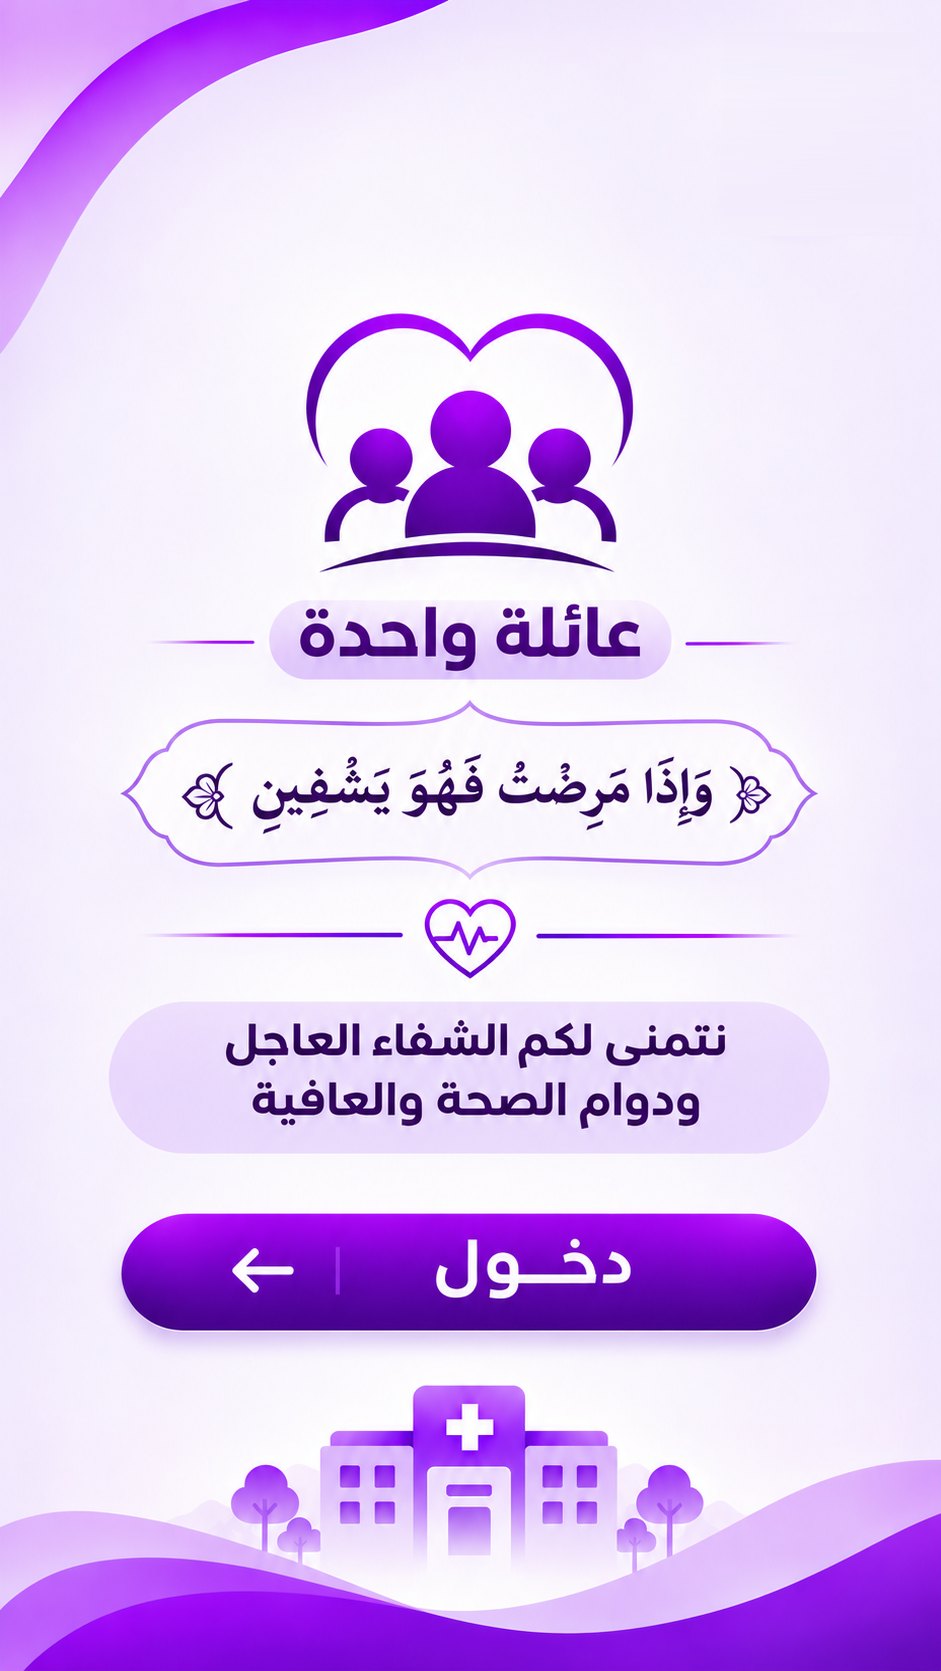 عائلة واحدة
وَإِذَا مَرِضْتُ فَهُوَ يَشْفِينِ
نتمنى لكم الشفاء العاجل
ودوام الصحة والعافية
دخـــول